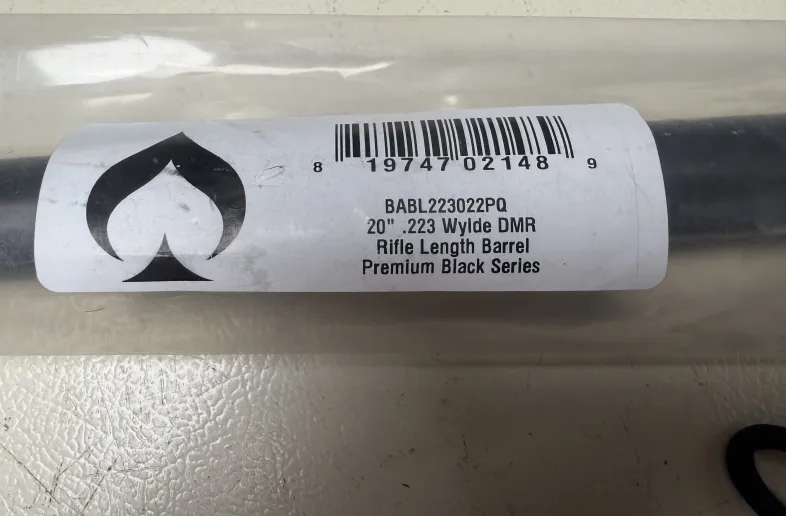 8 19747 02148 9
BABL223022PQ
20" .223 Wylde DMR
Rifle Length Barrel
Premium Black Series